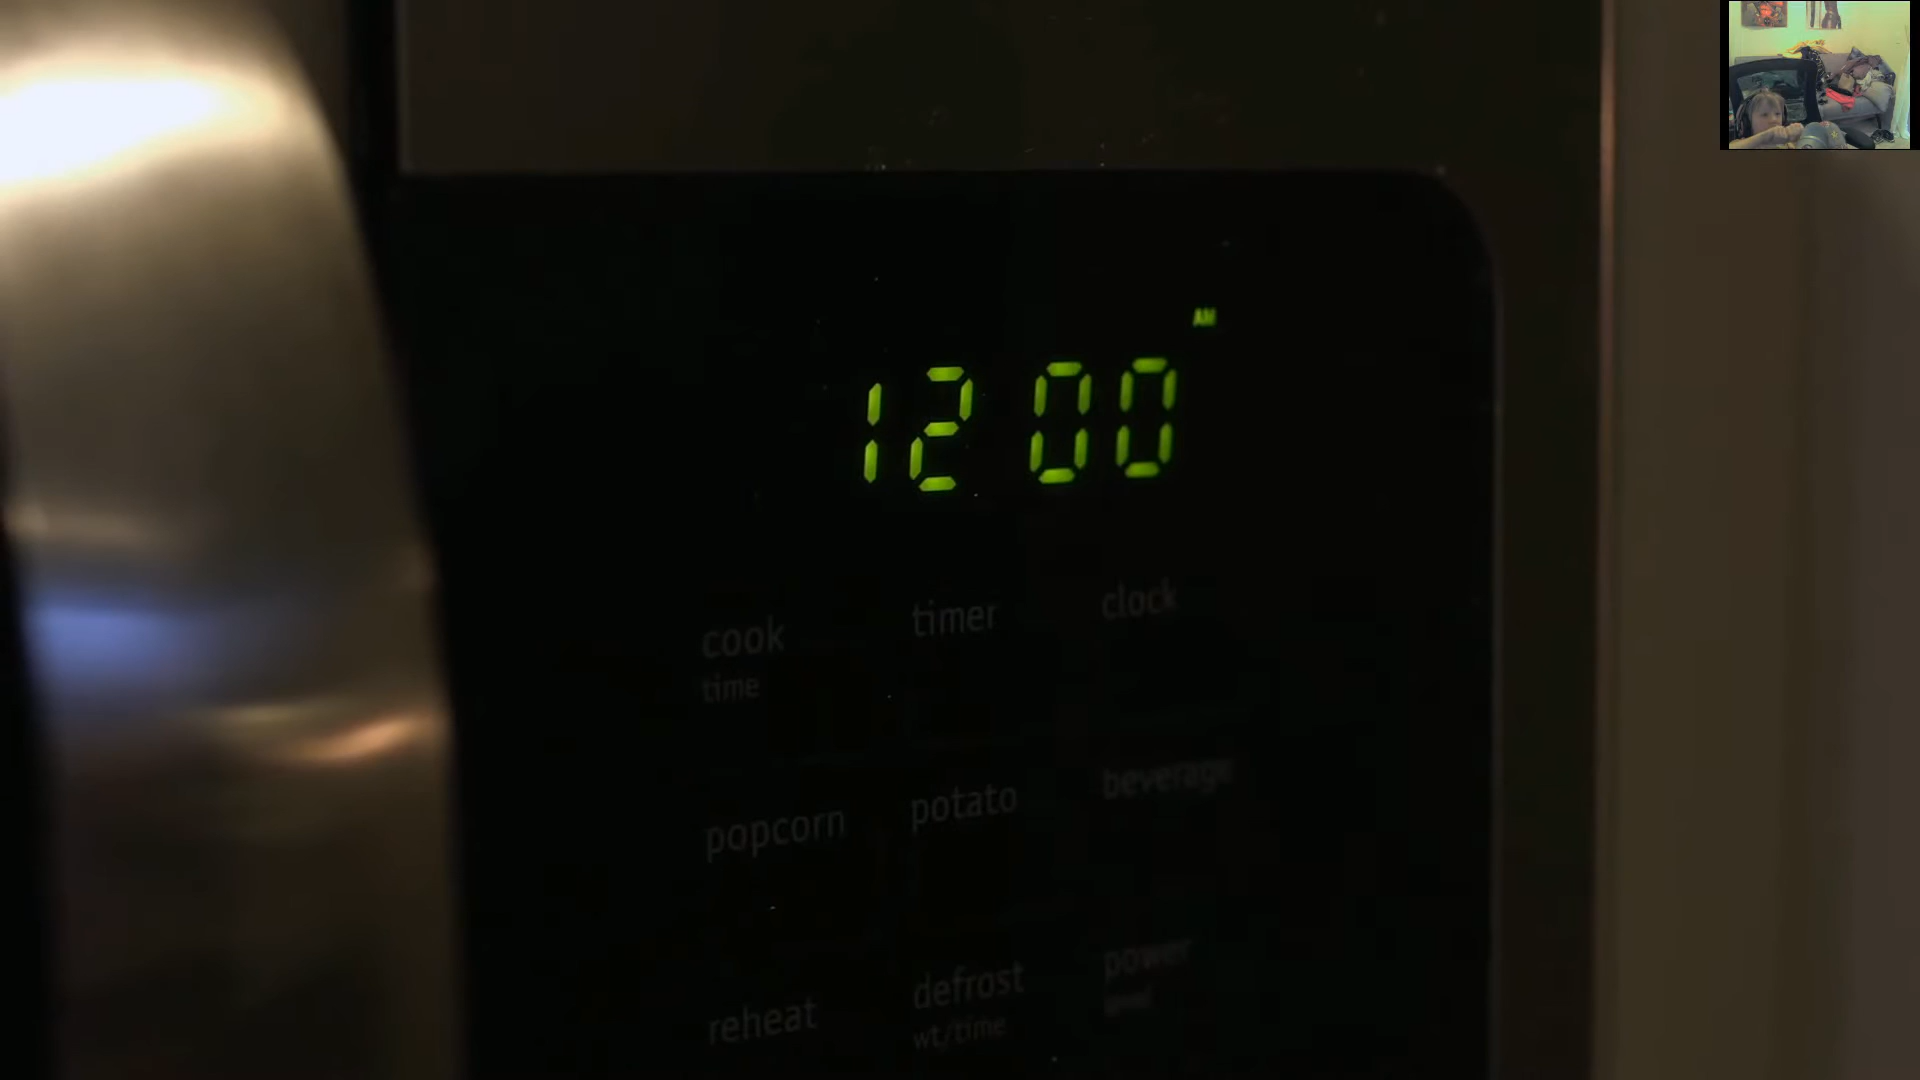 AM
12 00
cook timer clock
time
popcorn potato beverage
reheat defrost power
wt/time